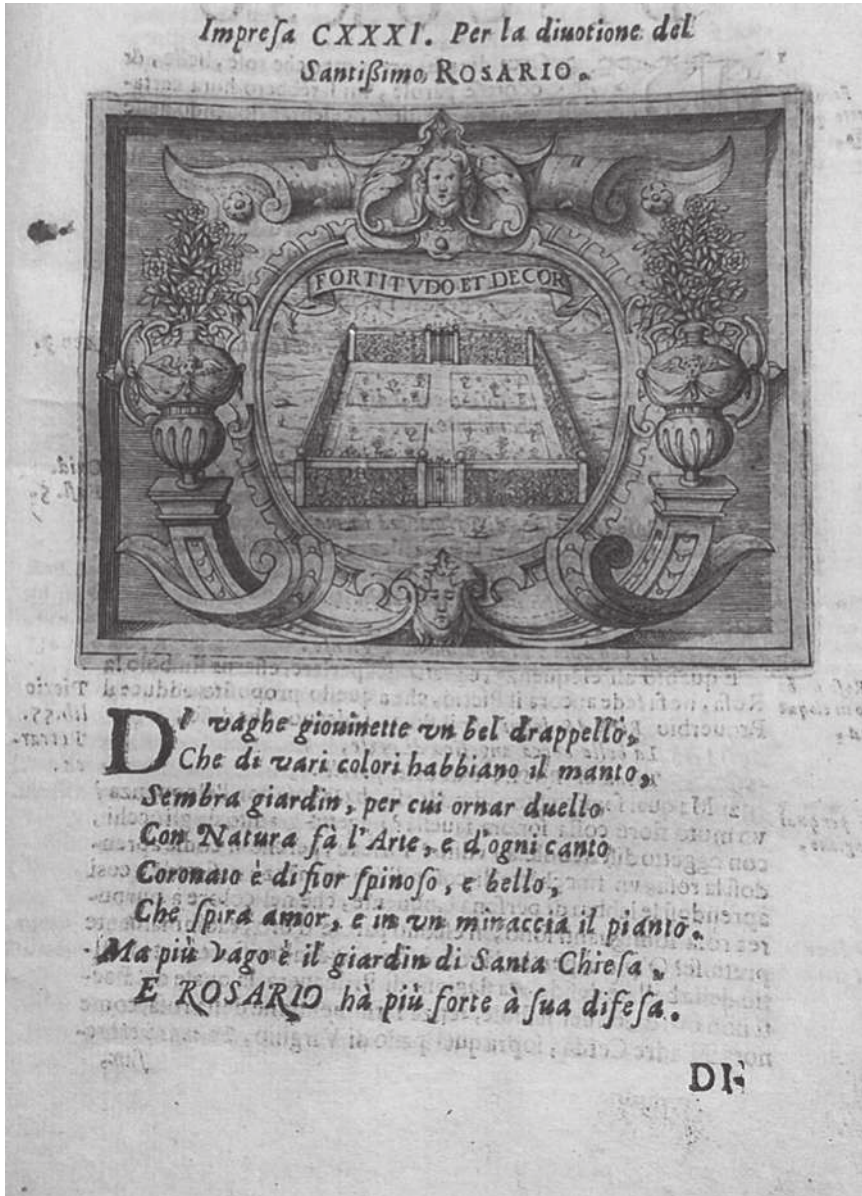 Impreſa CXXXI. Per la diuotione del
Santiſsimo ROSARIO.
FORTITVDO ET DECOR
DI vaghe giouinette vn bel drappello,
Che di vari colori habbiano il manto,
Sembra giardin, per cui ornar duello
Con Natura fà l'Arte, e d'ogni canto
Coronato è di fior ſpinoſo, e bello,
Che ſpira amor, e in vn minaccia il pianto.
Ma più vago è il giardin di Santa Chieſa,
E ROSARIO hà più forte à ſua difeſa.
DI-